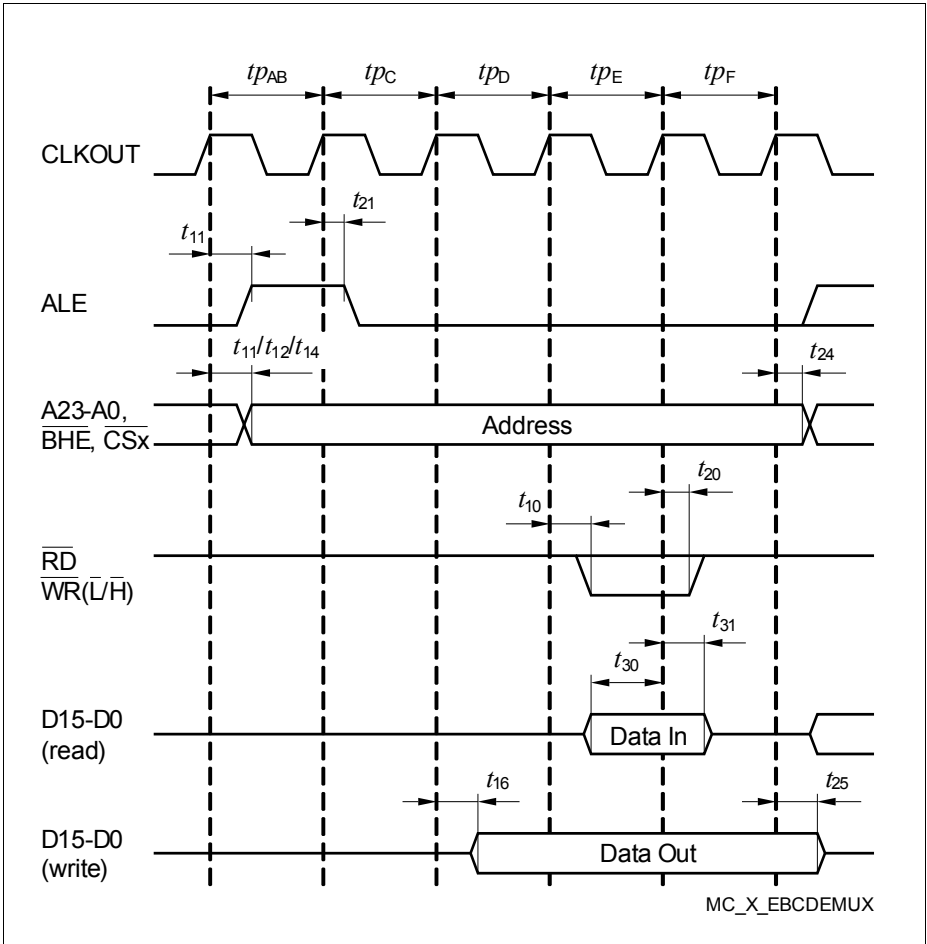 tpAB tpC tpD tpE tpF
CLKOUT
t21
t11
ALE
t11/t12/t14
t24
A23-A0,
BHE, CSx
Address
t20
t10
RD
WR(L/H)
t31
t30
D15-D0
(read)
Data In
t16
t25
D15-D0
(write)
Data Out
MC_X_EBCDEMUX